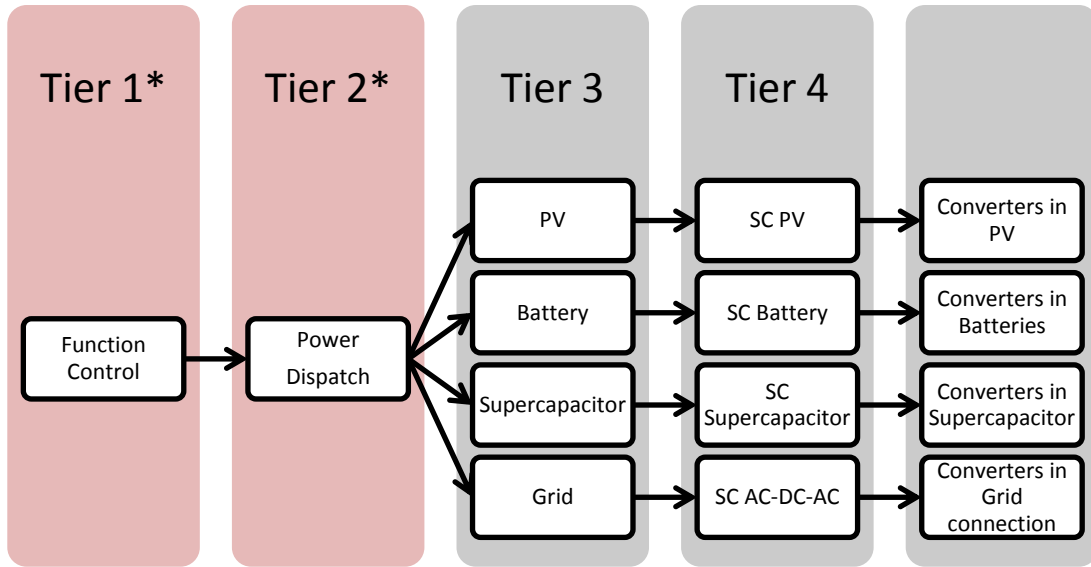 Tier 1*
Tier 2*
Tier 3
Tier 4
Function
Control
Power
Dispatch
PV
SC PV
Converters in
PV
Battery
SC Battery
Converters in
Batteries
Supercapacitor
SC
Supercapacitor
Converters in
Supercapacitor
Grid
SC AC-DC-AC
Converters in
Grid
connection